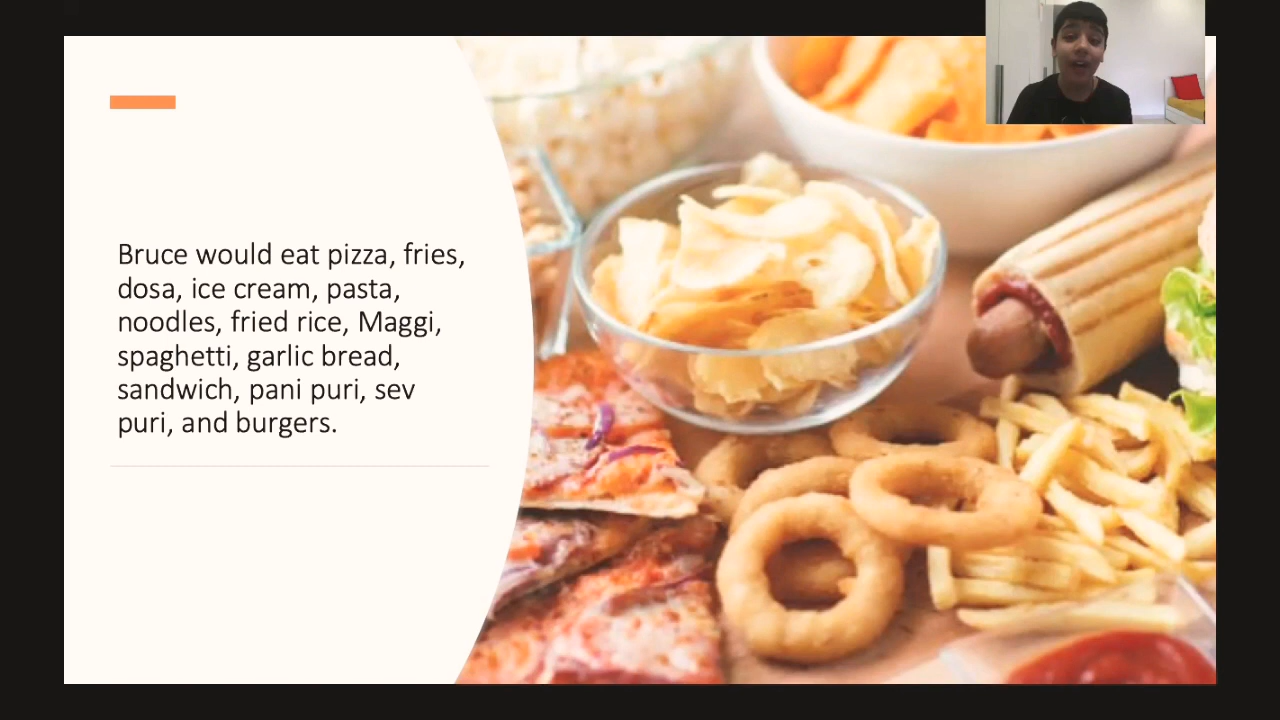 Bruce would eat pizza, fries,
dosa, ice cream, pasta,
noodles, fried rice, Maggi,
spaghetti, garlic bread,
sandwich, pani puri, sev
puri, and burgers.